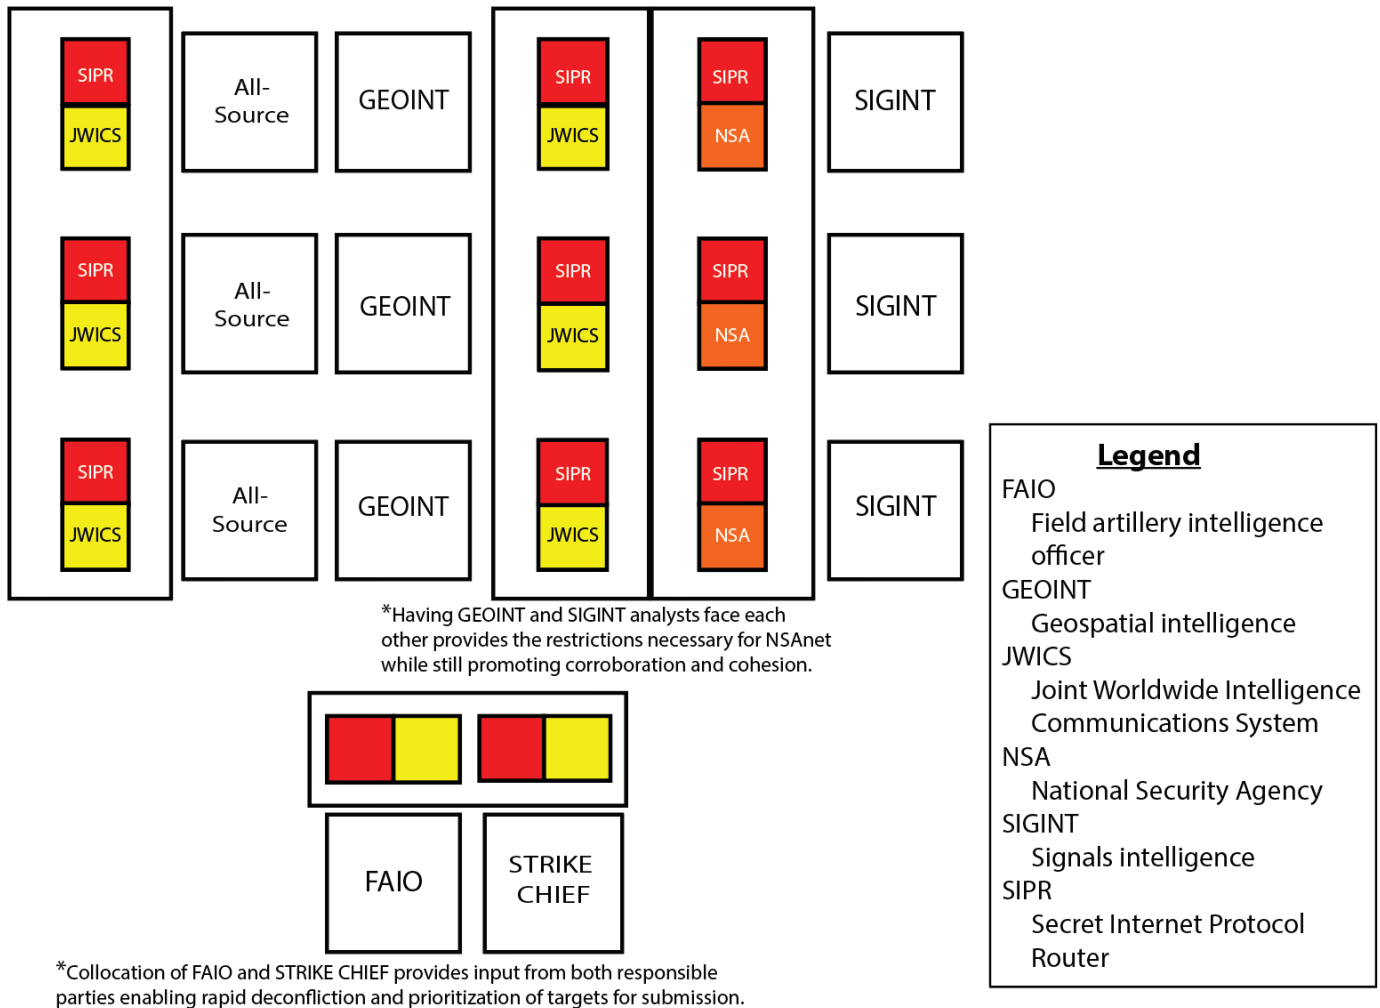 SIPR
JWICS
All-
Source
GEOINT
SIPR
JWICS
SIPR
NSA
SIGINT
SIPR
JWICS
All-
Source
GEOINT
SIPR
JWICS
SIPR
NSA
SIGINT
SIPR
JWICS
All-
Source
GEOINT
SIPR
JWICS
SIPR
NSA
SIGINT
*Having GEOINT and SIGINT analysts face each
other provides the restrictions necessary for NSAnet
while still promoting corroboration and cohesion.
FAIO
STRIKE
CHIEF
*Collocation of FAIO and STRIKE CHIEF provides input from both responsible
parties enabling rapid deconfliction and prioritization of targets for submission.
Legend
FAIO
Field artillery intelligence
officer
GEOINT
Geospatial intelligence
JWICS
Joint Worldwide Intelligence
Communications System
NSA
National Security Agency
SIGINT
Signals intelligence
SIPR
Secret Internet Protocol
Router